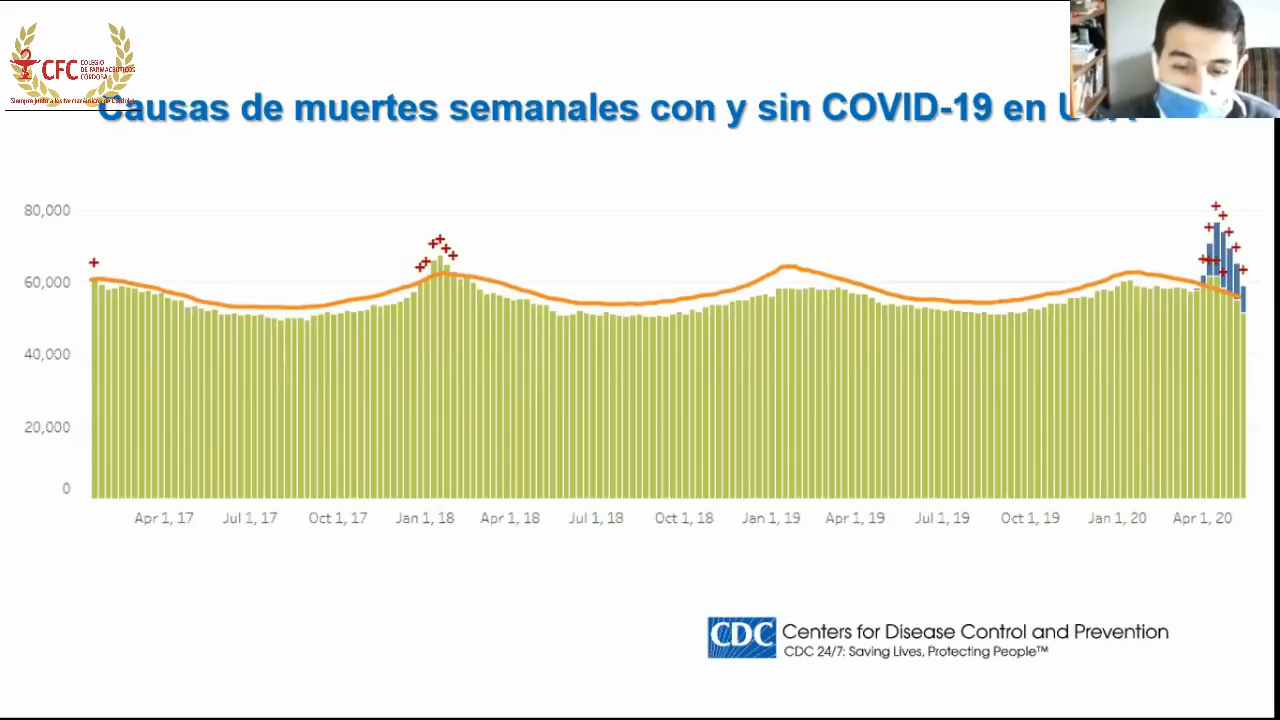 CFC
COLEGIO
DE FARMACÉUTICOS
CÓRDOBA
Causas de muertes semanales con y sin COVID-19 en USA
80,000
60,000
40,000
20,000
0
Apr 1, 17 Jul 1, 17 Oct 1, 17 Jan 1, 18 Apr 1, 18 Jul 1, 18 Oct 1, 18 Jan 1, 19 Apr 1, 19 Jul 1, 19 Oct 1, 19 Jan 1, 20 Apr 1, 20
CDC Centers for Disease Control and Prevention
CDC 24/7: Saving Lives, Protecting People™